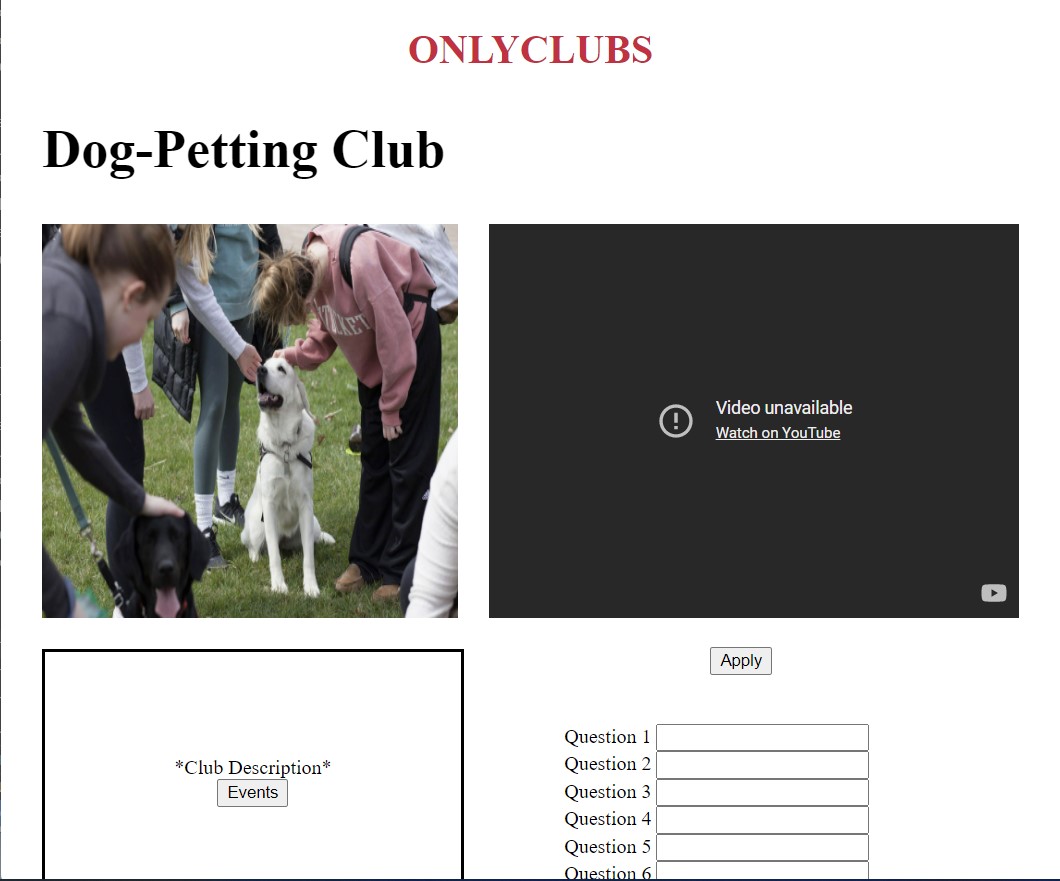 ONLYCLUBS
Dog-Petting Club
Video unavailable
Watch on YouTube
Apply
*Club Description*
Events
Question 1
Question 2
Question 3
Question 4
Question 5
Question 6